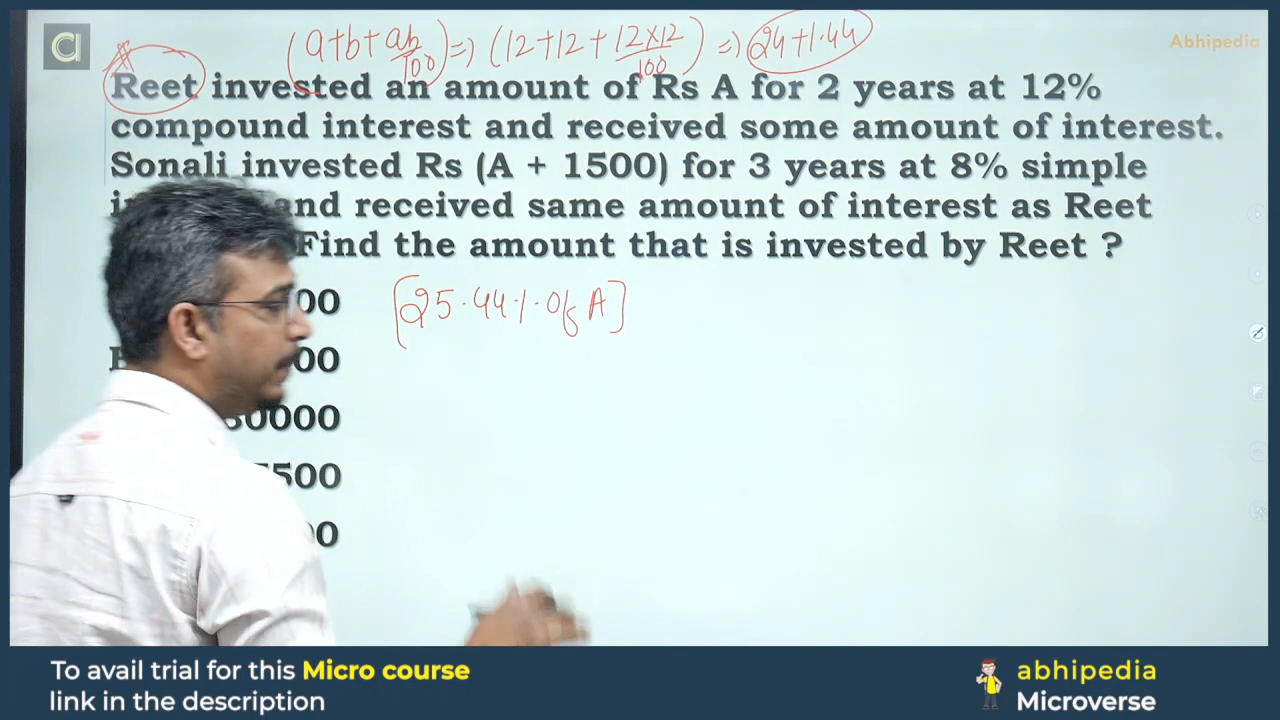 (a+b+ab/100) => (12+12+12×12/100) => 24+1.44
Abhipedia
Reet invested an amount of Rs A for 2 years at 12%
compound interest and received some amount of interest.
Sonali invested Rs (A + 1500) for 3 years at 8% simple
and received same amount of interest as Reet
Find the amount that is invested by Reet ?
00 [25.44% of A]
00
0000
500
00
To avail trial for this Micro course
link in the description
abhipedia
Microverse